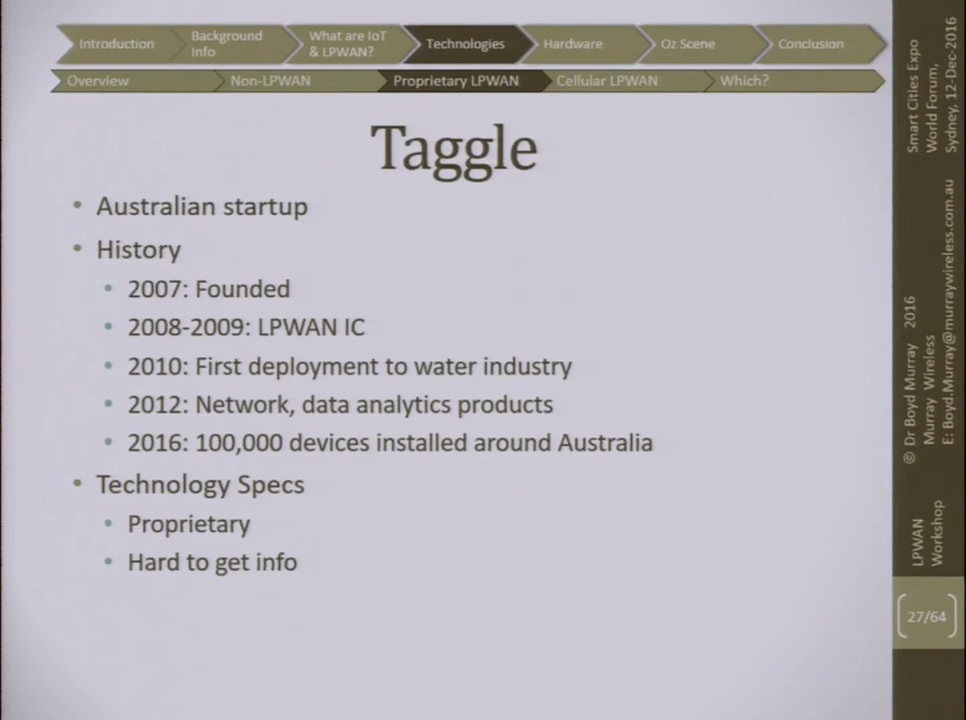 Introduction
Background
Info
What are IoT
& LPWAN?
Technologies
Hardware
Oz Scene
Conclusion
Overview
Non-LPWAN
Proprietary LPWAN
Cellular LPWAN
Which?
Taggle
• Australian startup
• History
• 2007: Founded
• 2008-2009: LPWAN IC
• 2010: First deployment to water industry
• 2012: Network, data analytics products
• 2016: 100,000 devices installed around Australia
• Technology Specs
• Proprietary
• Hard to get info
Smart Cities Expo
World Forum,
Sydney, 12-Dec-2016
© Dr Boyd Murray 2016
Murray Wireless
E: Boyd.Murray@murraywireless.com.au
LPWAN
Workshop
27/64